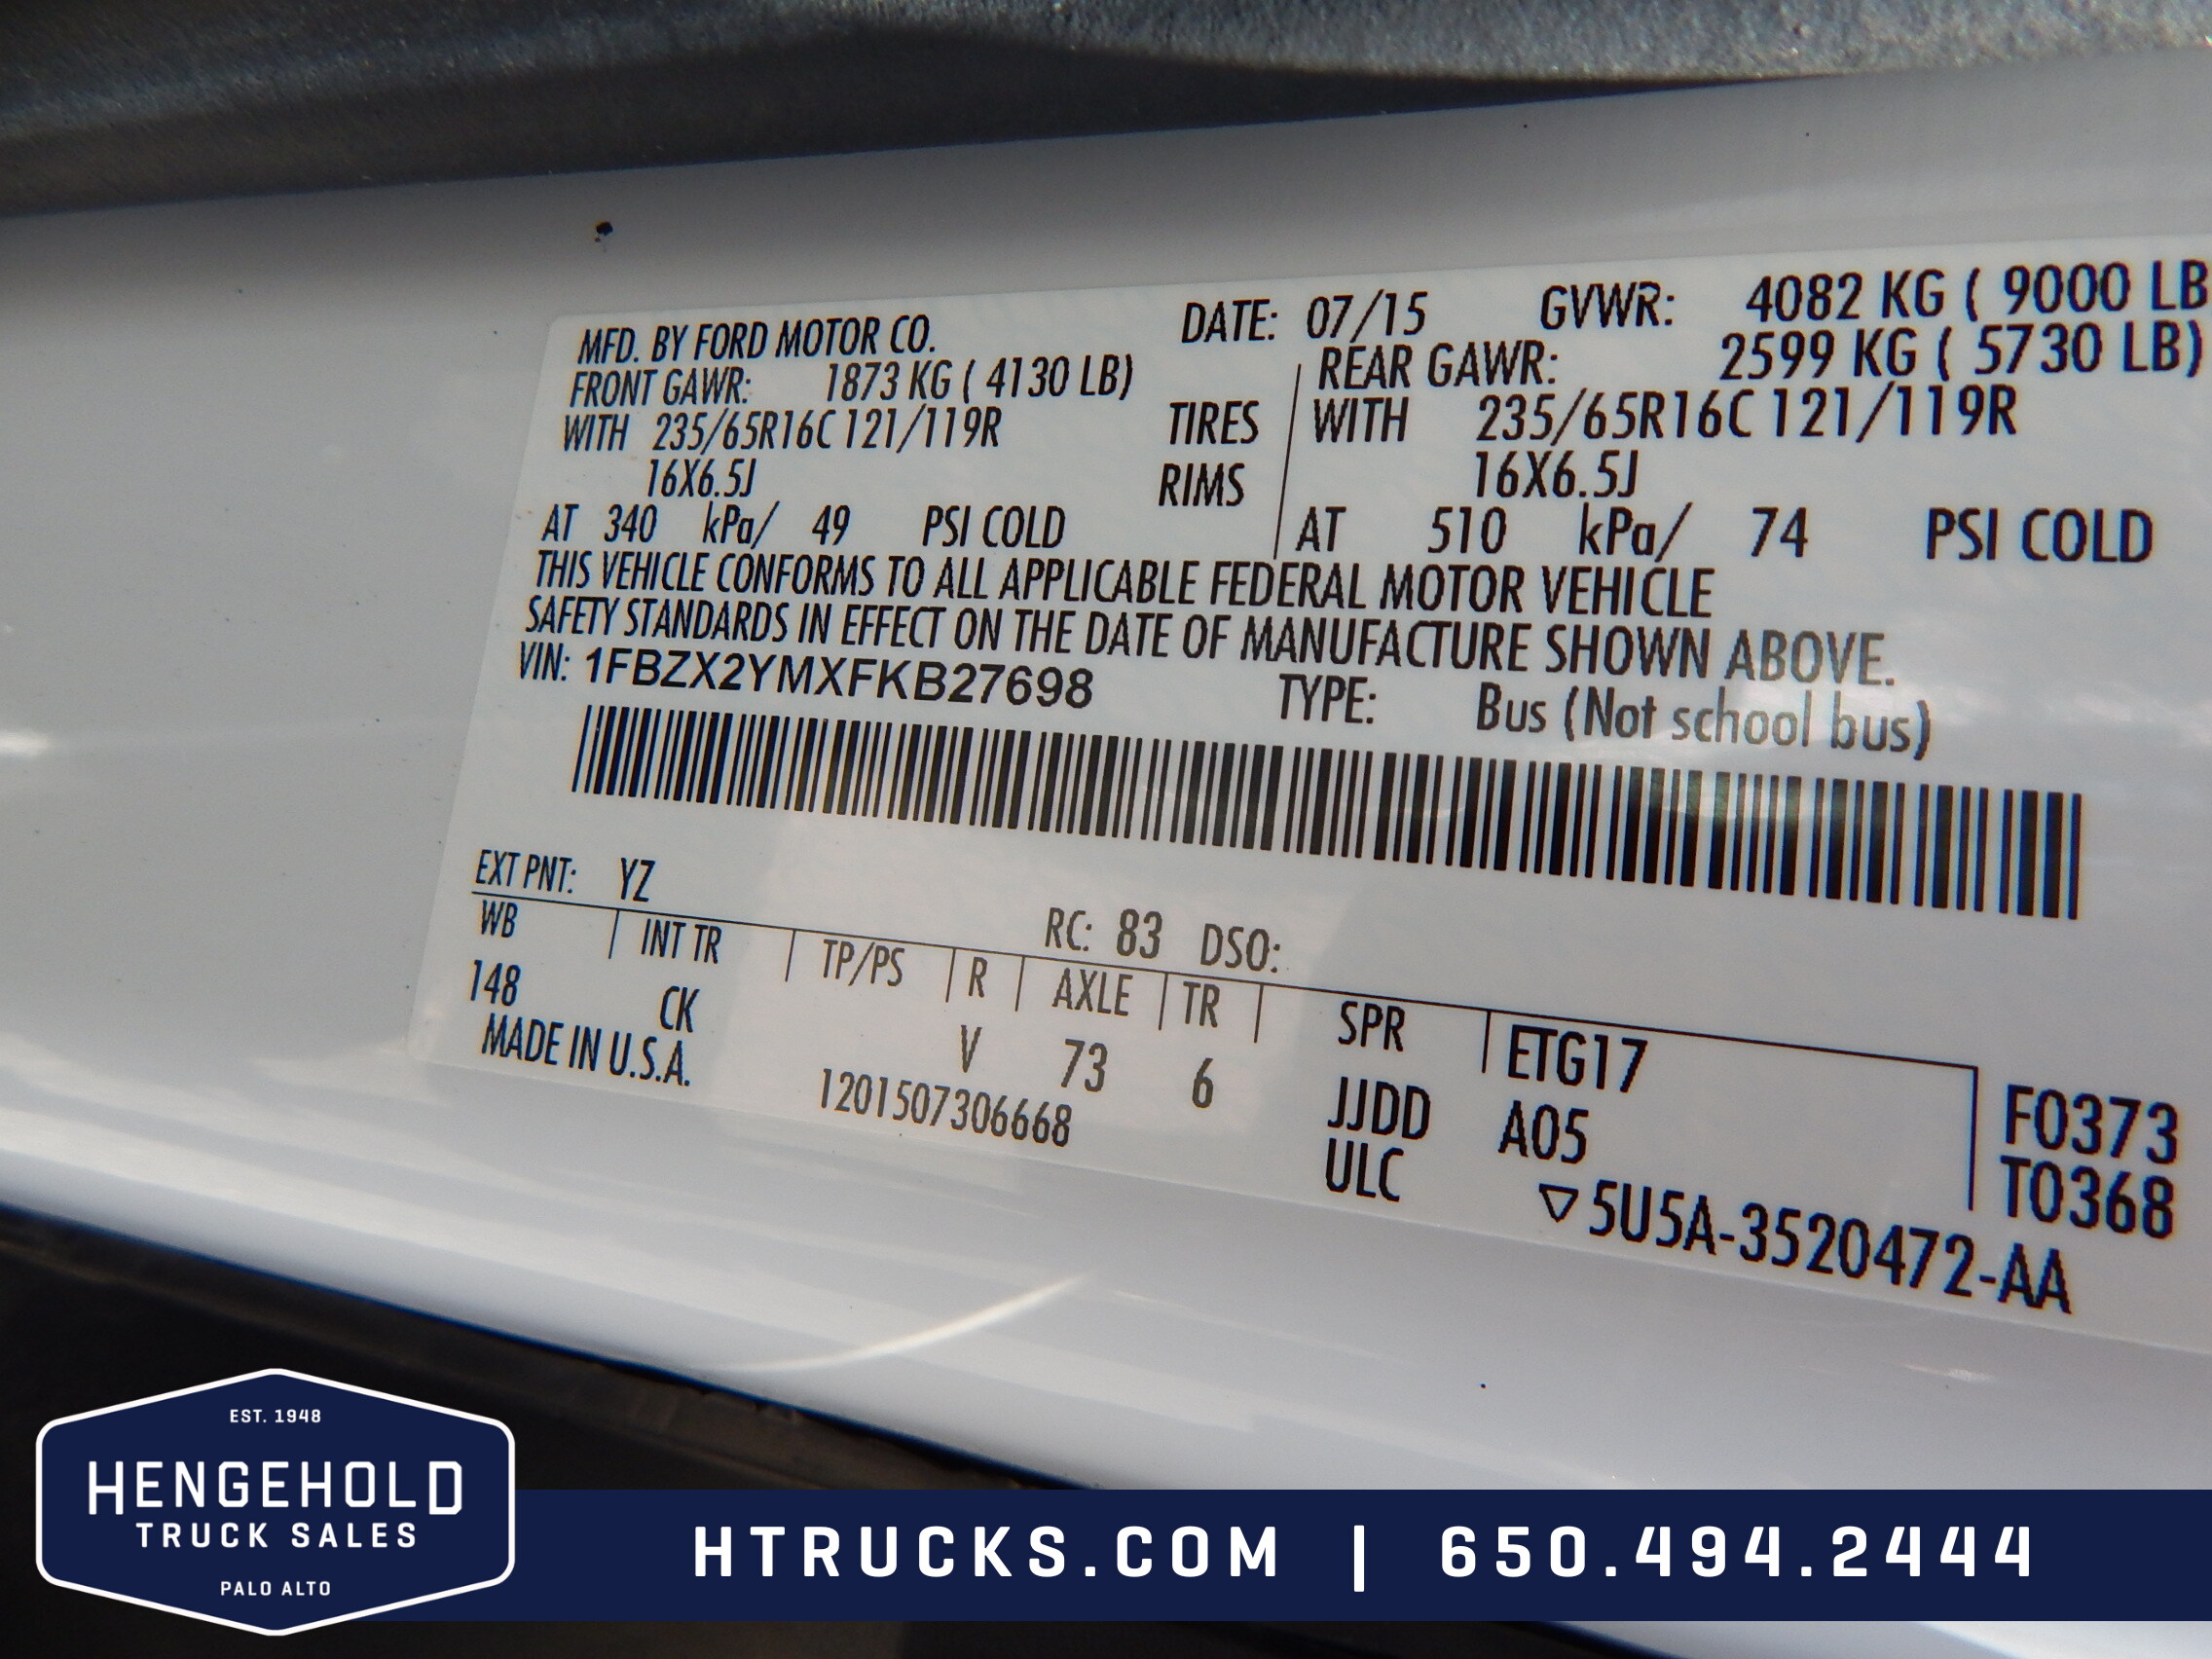 MFD. BY FORD MOTOR CO. DATE: 07/15 GVWR: 4082 KG ( 9000 LB
FRONT GAWR: 1873 KG ( 4130 LB) REAR GAWR: 2599 KG ( 5730 LB)
WITH 235/65R16C 121/119R TIRES WITH 235/65R16C 121/119R
16X6.5J RIMS 16X6.5J
AT 340 kPa/ 49 PSI COLD AT 510 kPa/ 74 PSI COLD
THIS VEHICLE CONFORMS TO ALL APPLICABLE FEDERAL MOTOR VEHICLE
SAFETY STANDARDS IN EFFECT ON THE DATE OF MANUFACTURE SHOWN ABOVE.
VIN: 1FBZX2YMXFKB27698 TYPE: Bus (Not school bus)
EXT PNT: YZ RC: 83 DSO:
WB INT TR TP/PS R AXLE TR SPR ETG17
148 CK V 73 6 JJDD A05 F0373
MADE IN U.S.A. 1201507306668 ULC T0368
▽5U5A-3520472-AA
EST. 1948
HENGEHOLD
TRUCK SALES
PALO ALTO
HTRUCKS.COM | 650.494.2444